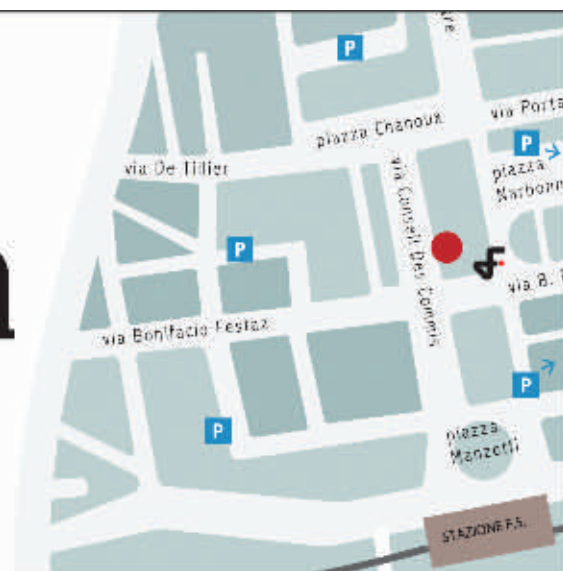 P
piazza Chanoux
via Porta
P
via De Tillier
piazza
Narbonn
via Conseil Des Commis
P
via B.
via Bonifacio Festaz
P
P
piazza
Manzetti
STAZIONE F.S.